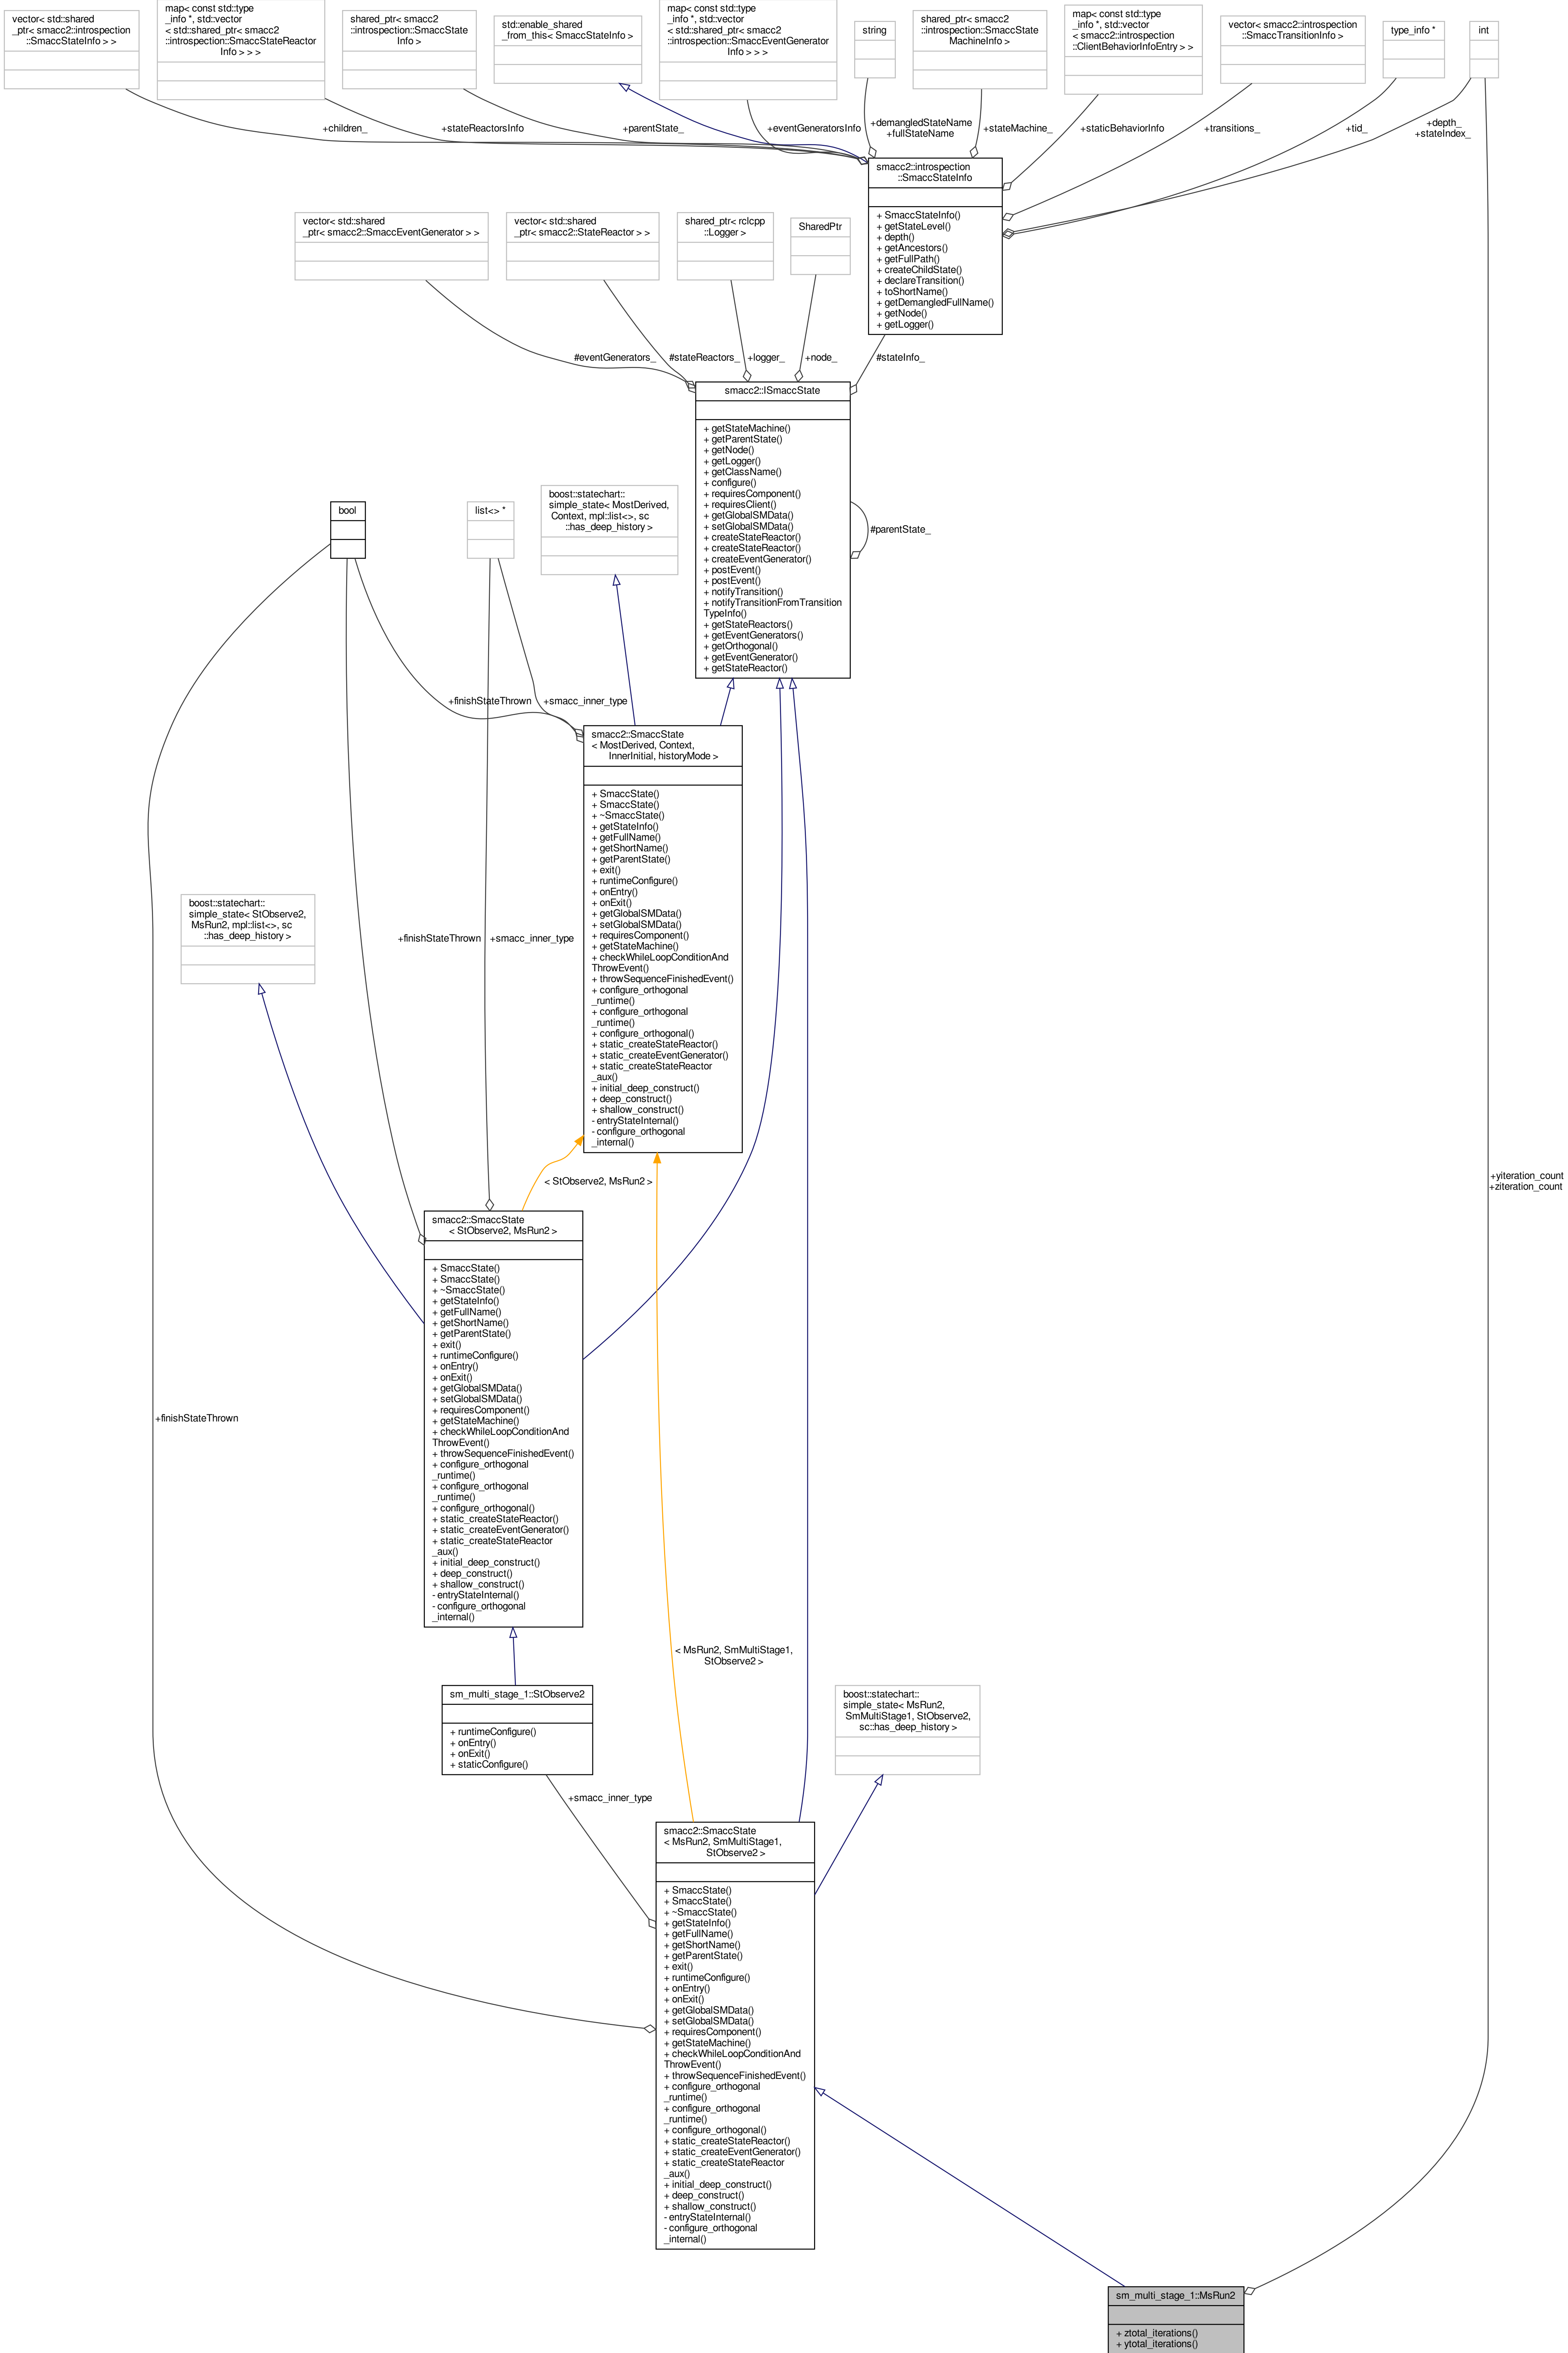 vector< std::shared
_ptr< smacc2::introspection
::SmaccStateInfo > >
map< const std::type
_info *, std::vector
< std::shared_ptr< smacc2
::introspection::SmaccStateReactor
Info > > >
shared_ptr< smacc2
::introspection::SmaccState
Info >
std::enable_shared
_from_this< SmaccStateInfo >
map< const std::type
_info *, std::vector
< std::shared_ptr< smacc2
::introspection::SmaccEventGenerator
Info > > >
string
shared_ptr< smacc2
::introspection::SmaccState
MachineInfo >
map< const std::type
_info *, std::vector
< smacc2::introspection
::ClientBehaviorInfoEntry > >
vector< smacc2::introspection
::SmaccTransitionInfo >
type_info *
int
+children_
+stateReactorsInfo
+parentState_
+eventGeneratorsInfo
+demangledStateName
+fullStateName
+stateMachine_
+staticBehaviorInfo
+transitions_
+tid_
+depth_
+stateIndex_
smacc2::introspection
::SmaccStateInfo
+ SmaccStateInfo()
+ getStateLevel()
+ depth()
+ getAncestors()
+ getFullPath()
+ createChildState()
+ declareTransition()
+ toShortName()
+ getDemangledFullName()
+ getNode()
+ getLogger()
vector< std::shared
_ptr< smacc2::SmaccEventGenerator > >
vector< std::shared
_ptr< smacc2::StateReactor > >
shared_ptr< rclcpp
::Logger >
SharedPtr
#eventGenerators_
#stateReactors_
+logger_
+node_
#stateInfo_
smacc2::ISmaccState
+ getStateMachine()
+ getParentState()
+ getNode()
+ getLogger()
+ getClassName()
+ configure()
+ requiresComponent()
+ requiresClient()
+ getGlobalSMData()
+ setGlobalSMData()
+ createStateReactor()
+ createStateReactor()
+ createEventGenerator()
+ postEvent()
+ postEvent()
+ notifyTransition()
+ notifyTransitionFromTransition
TypeInfo()
+ getStateReactors()
+ getEventGenerators()
+ getOrthogonal()
+ getEventGenerator()
+ getStateReactor()
#parentState_
bool
list<> *
boost::statechart::
simple_state< MostDerived,
Context, mpl::list<>, sc
::has_deep_history >
+finishStateThrown
+smacc_inner_type
smacc2::SmaccState
< MostDerived, Context,
InnerInitial, historyMode >
+ SmaccState()
+ SmaccState()
+ ~SmaccState()
+ getStateInfo()
+ getFullName()
+ getShortName()
+ getParentState()
+ exit()
+ runtimeConfigure()
+ onEntry()
+ onExit()
+ getGlobalSMData()
+ setGlobalSMData()
+ requiresComponent()
+ getStateMachine()
+ checkWhileLoopConditionAnd
ThrowEvent()
+ throwSequenceFinishedEvent()
+ configure_orthogonal
_runtime()
+ configure_orthogonal
_runtime()
+ configure_orthogonal()
+ static_createStateReactor()
+ static_createEventGenerator()
+ static_createStateReactor
_aux()
+ initial_deep_construct()
+ deep_construct()
+ shallow_construct()
- entryStateInternal()
- configure_orthogonal
_internal()
boost::statechart::
simple_state< StObserve2,
MsRun2, mpl::list<>, sc
::has_deep_history >
+finishStateThrown
+smacc_inner_type
< StObserve2, MsRun2 >
+yiteration_count
+ziteration_count
smacc2::SmaccState
< StObserve2, MsRun2 >
+ SmaccState()
+ SmaccState()
+ ~SmaccState()
+ getStateInfo()
+ getFullName()
+ getShortName()
+ getParentState()
+ exit()
+ runtimeConfigure()
+ onEntry()
+ onExit()
+ getGlobalSMData()
+ setGlobalSMData()
+ requiresComponent()
+ getStateMachine()
+ checkWhileLoopConditionAnd
ThrowEvent()
+ throwSequenceFinishedEvent()
+ configure_orthogonal
_runtime()
+ configure_orthogonal
_runtime()
+ configure_orthogonal()
+ static_createStateReactor()
+ static_createEventGenerator()
+ static_createStateReactor
_aux()
+ initial_deep_construct()
+ deep_construct()
+ shallow_construct()
- entryStateInternal()
- configure_orthogonal
_internal()
+finishStateThrown
< MsRun2, SmMultiStage1,
StObserve2 >
sm_multi_stage_1::StObserve2
+ runtimeConfigure()
+ onEntry()
+ onExit()
+ staticConfigure()
boost::statechart::
simple_state< MsRun2,
SmMultiStage1, StObserve2,
sc::has_deep_history >
+smacc_inner_type
smacc2::SmaccState
< MsRun2, SmMultiStage1,
StObserve2 >
+ SmaccState()
+ SmaccState()
+ ~SmaccState()
+ getStateInfo()
+ getFullName()
+ getShortName()
+ getParentState()
+ exit()
+ runtimeConfigure()
+ onEntry()
+ onExit()
+ getGlobalSMData()
+ setGlobalSMData()
+ requiresComponent()
+ getStateMachine()
+ checkWhileLoopConditionAnd
ThrowEvent()
+ throwSequenceFinishedEvent()
+ configure_orthogonal
_runtime()
+ configure_orthogonal
_runtime()
+ configure_orthogonal()
+ static_createStateReactor()
+ static_createEventGenerator()
+ static_createStateReactor
_aux()
+ initial_deep_construct()
+ deep_construct()
+ shallow_construct()
- entryStateInternal()
- configure_orthogonal
_internal()
sm_multi_stage_1::MsRun2
+ ztotal_iterations()
+ ytotal_iterations()